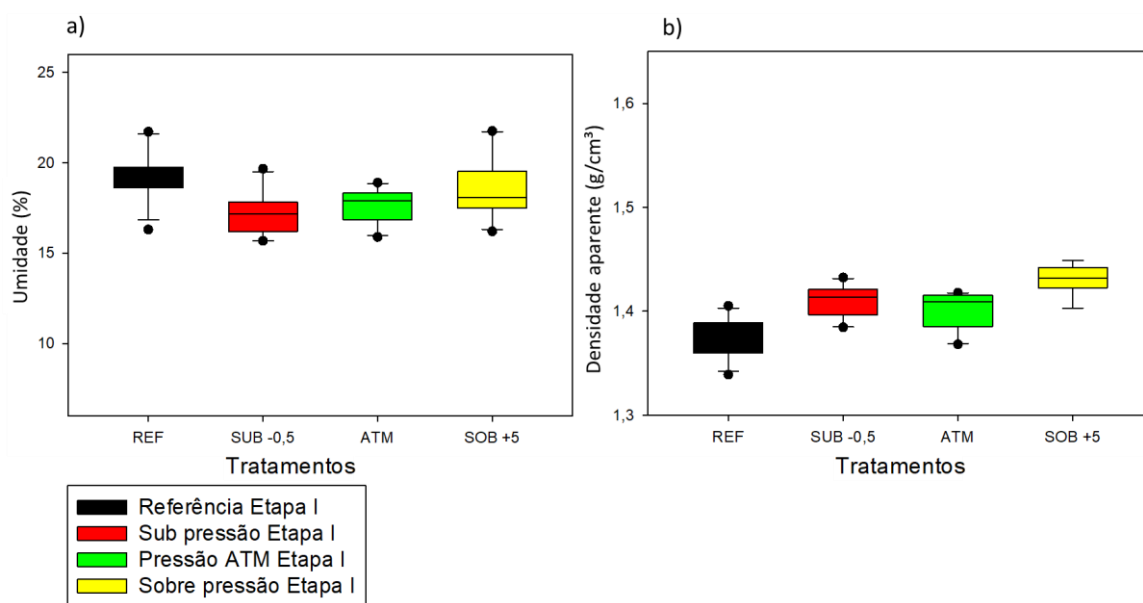 a)
25
20
15
10
Umidade (%)
REF
SUB -0,5
ATM
SOB +5
Tratamentos
b)
1,6
1,5
1,4
1,3
Densidade aparente (g/cm³)
REF
SUB -0,5
ATM
SOB +5
Tratamentos
Referência Etapa I
Sub pressão Etapa I
Pressão ATM Etapa I
Sobre pressão Etapa I